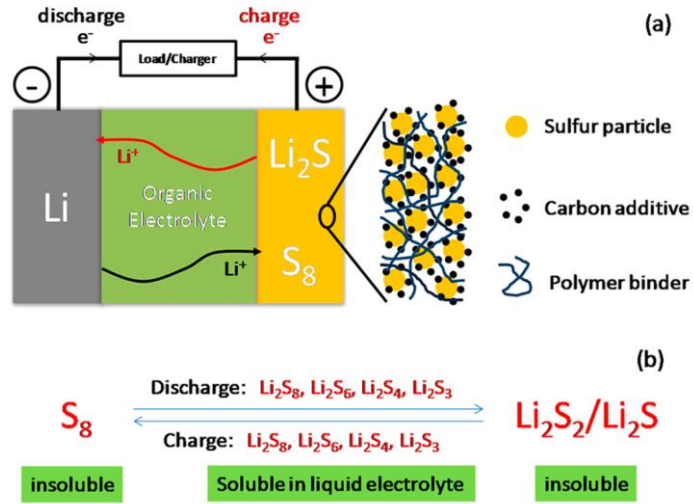 discharge
charge
(a)
e⁻
e⁻
Load/Charger
-
+
Li⁺
Li₂S
Sulfur particle
Li
Organic
Electrolyte
Carbon additive
Li⁺
S₈
Polymer binder
(b)
Discharge: Li₂S₈, Li₂S₆, Li₂S₄, Li₂S₃
S₈
Li₂S₂/Li₂S
Charge: Li₂S₈, Li₂S₆, Li₂S₄, Li₂S₃
insoluble
Soluble in liquid electrolyte
insoluble